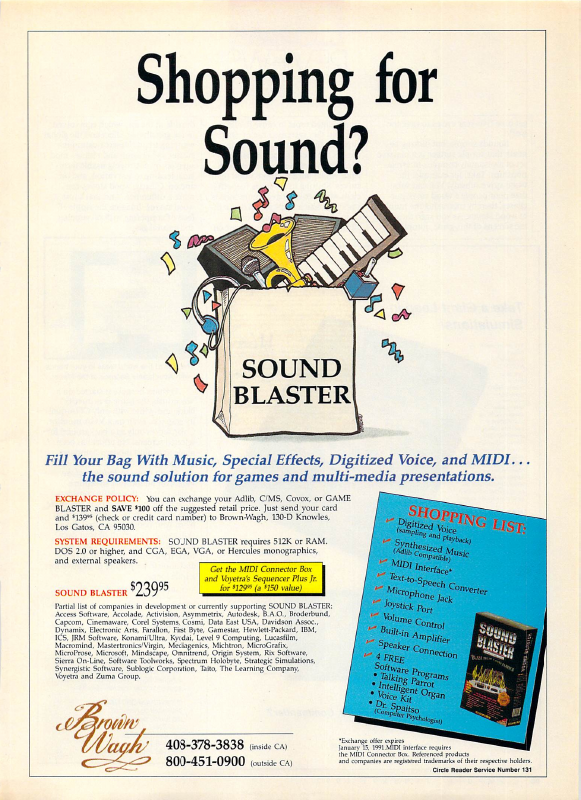 Shopping for
Sound?
SOUND
BLASTER
Fill Your Bag With Music, Special Effects, Digitized Voice, and MIDI...
the sound solution for games and multi-media presentations.
EXCHANGE POLICY: You can exchange your Adlib, C/MS, Covox, or GAME
BLASTER and SAVE $100 off the suggested retail price. Just send your card
and $139⁹⁵ (check or credit card number) to Brown-Wagh, 130-D Knowles,
Los Gatos, CA 95030.
SYSTEM REQUIREMENTS: SOUND BLASTER requires 512K or RAM.
DOS 2.0 or higher, and CGA, EGA, VGA, or Hercules monographics,
and external speakers.
SOUND BLASTER $239⁹⁵
Get the MIDI Connector Box
and Voyetra's Sequencer Plus Jr.
for $129⁹⁵ (a $150 value)
Partial list of companies in development or currently supporting SOUND BLASTER:
Access Software, Accolade, Activision, Asymmetrix, Autodesk, B.A.O., Broderbund,
Capcom, Cinemaware, Corel Systems, Cosmi, Data East USA, Davidson Assoc.,
Dynamix, Electronic Arts, Farallon, First Byte, Gamestar, Hewlett-Packard, IBM,
ICS, JRM Software, Konami/Ultra, Kyodai, Level 9 Computing, Lucasfilm,
Macromind, Mastertronics/Virgin, Mediagenics, Michtron, MicroGrafix,
MicroProse, Microsoft, Mindscape, Omnitrend, Origin System, Rix Software,
Sierra On-Line, Software Toolworks, Spectrum Holobyte, Strategic Simulations,
Synergistic Software, Sublogic Corporation, Taito, The Learning Company,
Voyetra and Zuma Group.
SHOPPING LIST:
Digitized Voice
(sampling and playback)
Synthesized Music
(Adlib Compatible)
MIDI Interface*
Text-to-Speech Converter
Microphone Jack
Joystick Port
Volume Control
Built-in Amplifier
Speaker Connection
4 FREE
Software Programs
• Talking Parrot
• Intelligent Organ
• Voice Kit
• Dr. Spaitso
(Computer Psychologist)
SOUND
BLASTER
Brown
Wagh
408-378-3838 (inside CA)
800-451-0900 (outside CA)
*Exchange offer expires
January 15, 1991. MIDI interface requires
the MIDI Connector Box. Referenced products
and companies are registered trademarks of their respective holders.
Circle Reader Service Number 131